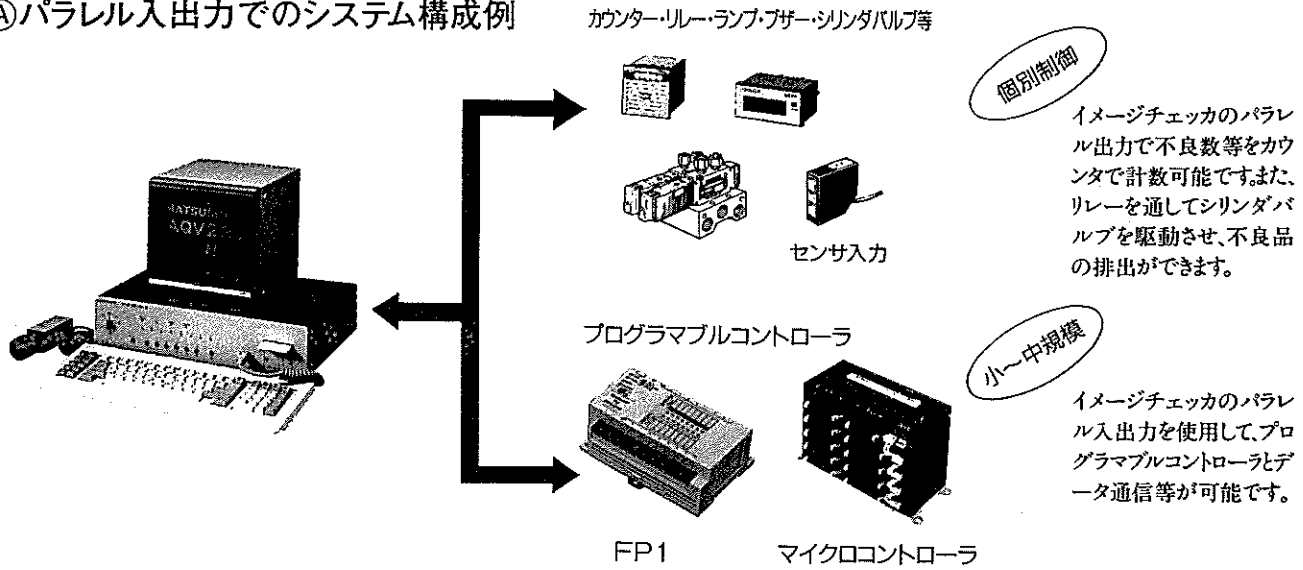 Ⓐパラレル入出力でのシステム構成例
カウンター・リレー・ランプ・ブザー・シリンダバルブ等
個別制御
イメージチェッカのパラレ
ル出力で不良数等をカウ
ンタで計数可能です。また、
リレーを通してシリンダバ
ルブを駆動させ、不良品
の排出ができます。
センサ入力
プログラマブルコントローラ
小〜中規模
イメージチェッカのパラレ
ル入出力を使用して、プロ
グラマブルコントローラとデ
ータ通信等が可能です。
FP1
マイクロコントローラ